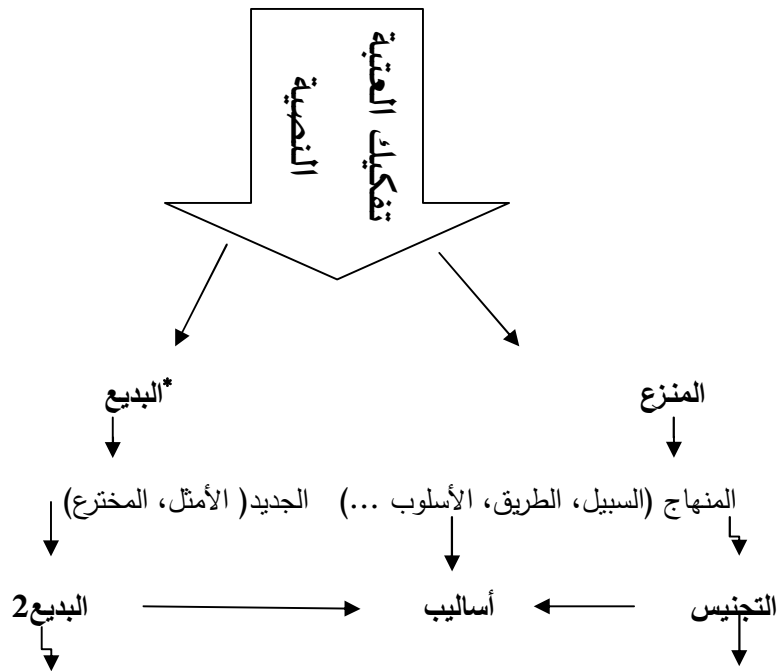 تفكيك العتبة
النصية
المنزع
البديع*
المنهاج (السبيل، الطريق، الأسلوب ...) الجديد( الأمثل، المخترع)
التجنيس أساليب البديع2